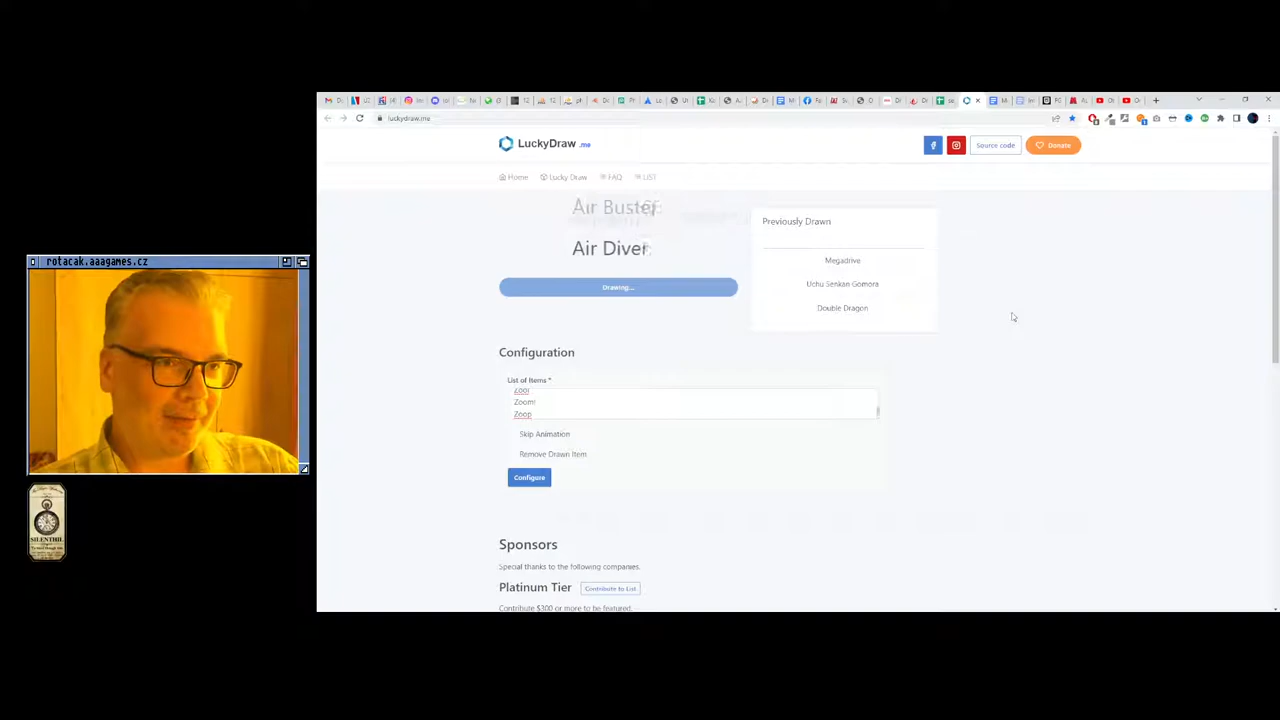 luckydraw.me
LuckyDraw .me
Source code
Donate
Home
Lucky Draw
FAQ
LIST
Air Buster
Air Diver
Drawing...
Previously Drawn
Megadrive
Uchu Senkan Gomora
Double Dragon
rotacak.aaagames.cz
Configuration
List of Items *
Zool
Zoom!
Zoop
Skip Animation
Remove Drawn Item
Configure
SILENTHIL
Sponsors
Special thanks to the following companies.
Platinum Tier
Contribute to List
Contribute $300 or more to be featured.